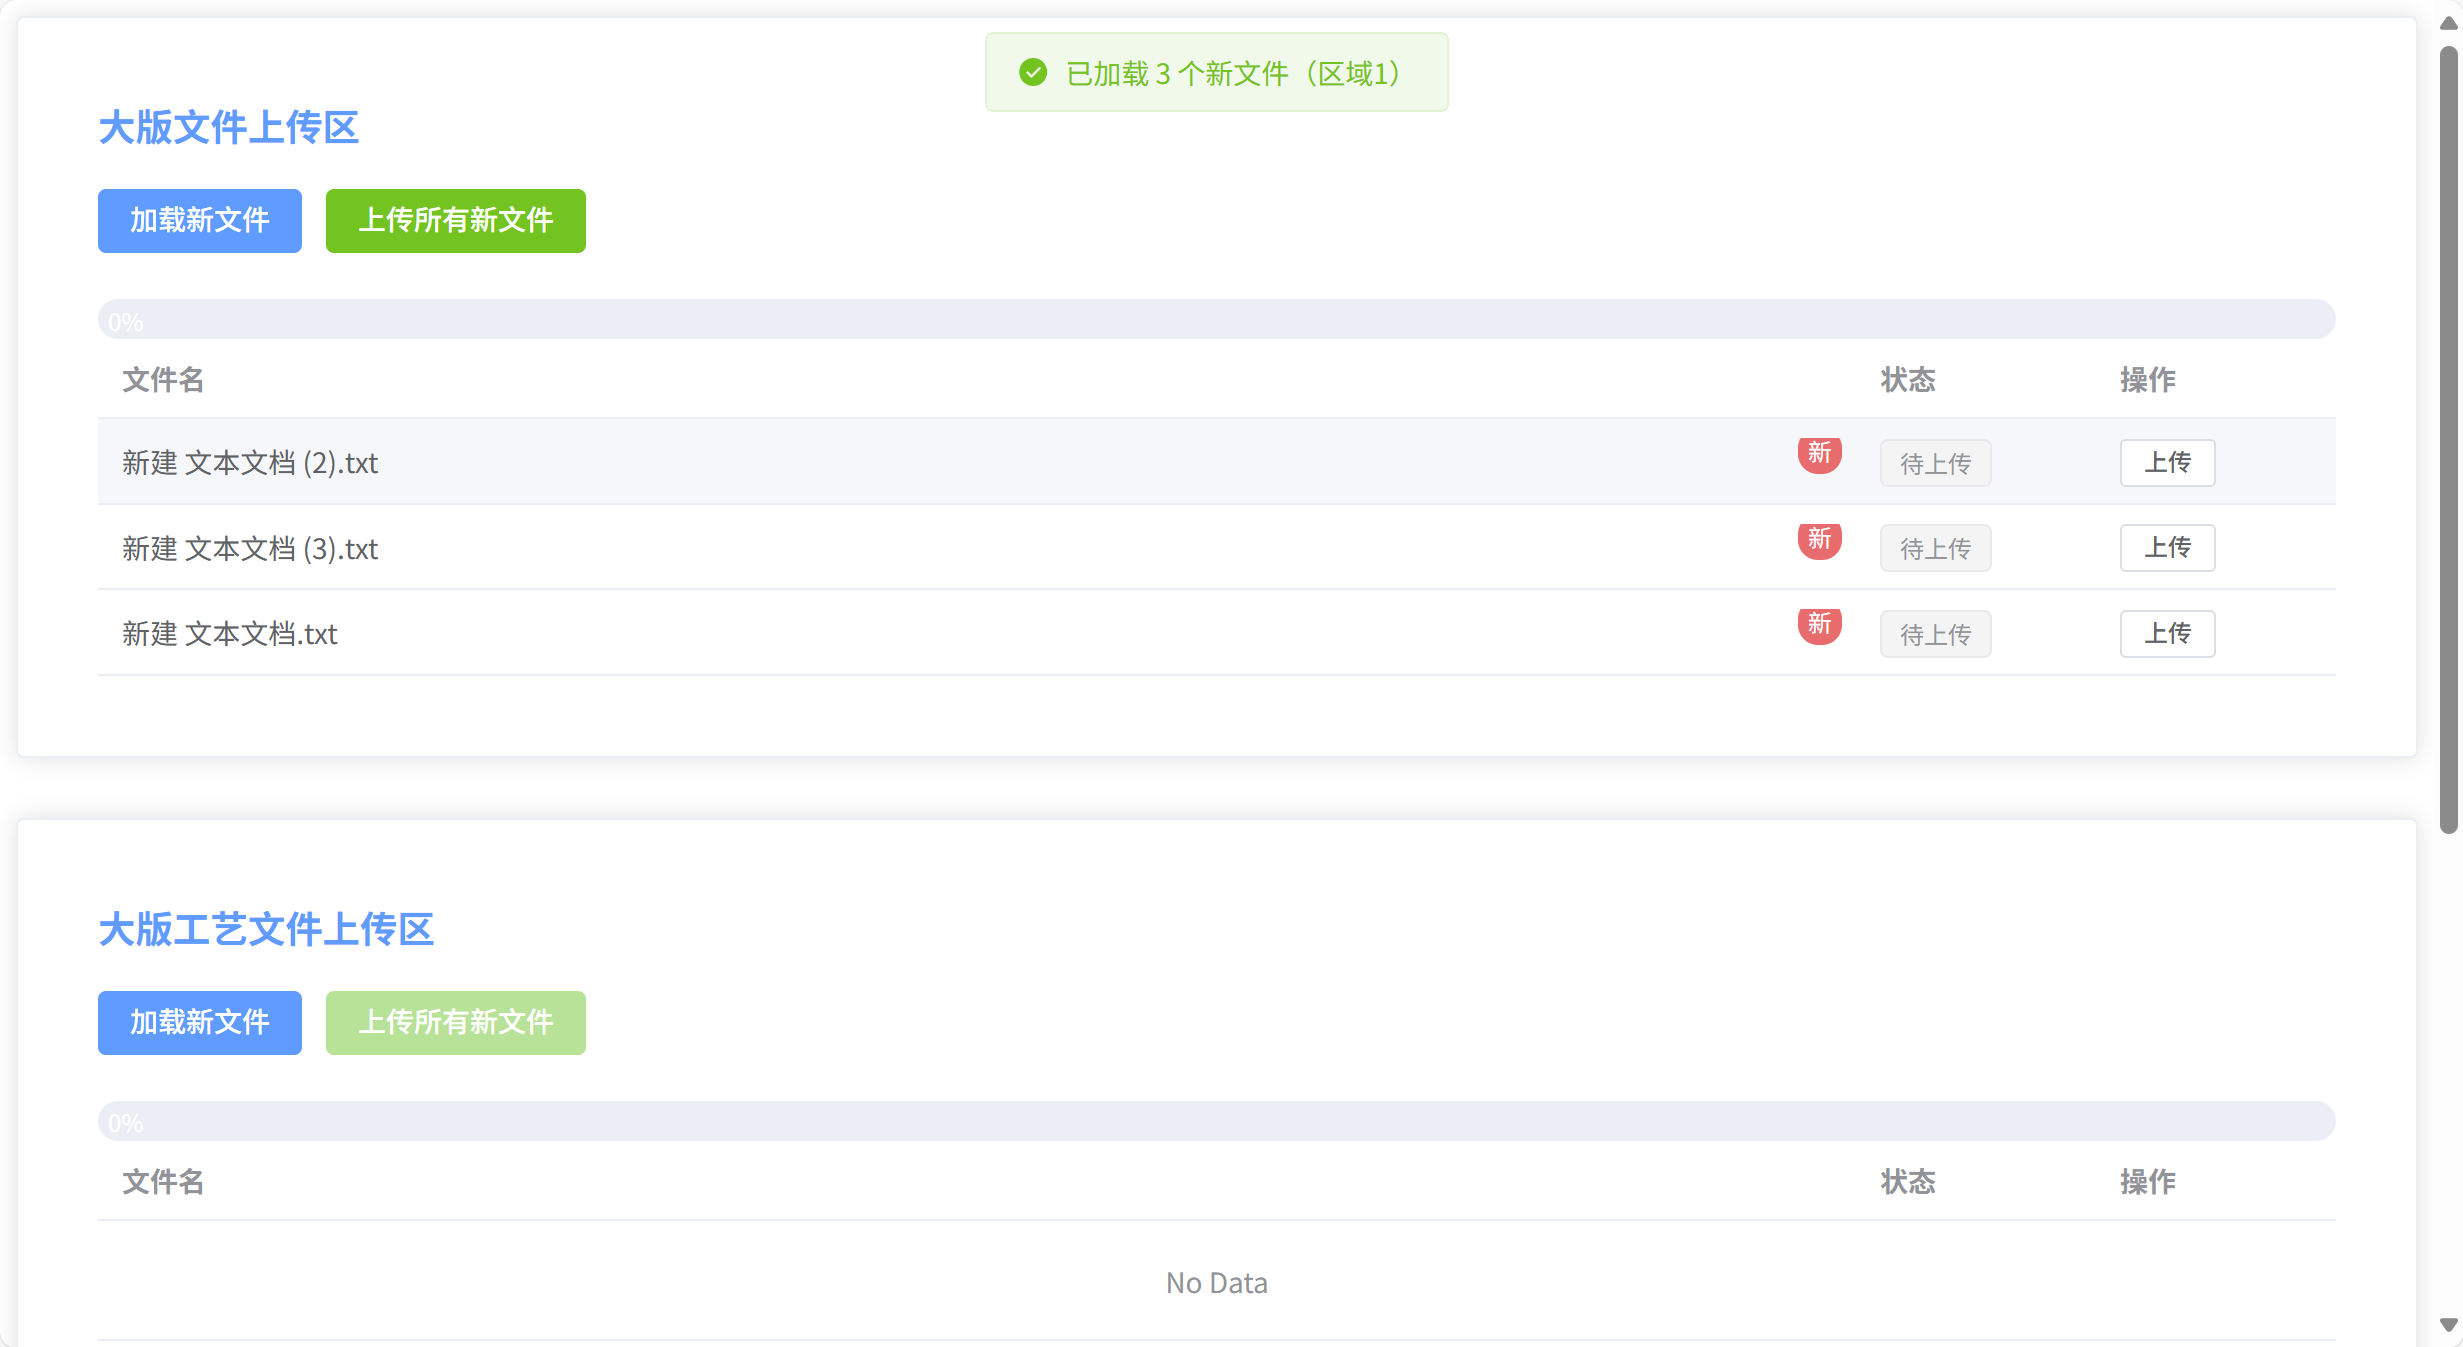 已加载 3 个新文件（区域1）
大版文件上传区
加载新文件 上传所有新文件
0%
文件名 状态 操作
新建 文本文档 (2).txt 新 待上传 上传
新建 文本文档 (3).txt 新 待上传 上传
新建 文本文档.txt 新 待上传 上传
大版工艺文件上传区
加载新文件 上传所有新文件
0%
文件名 状态 操作
No Data